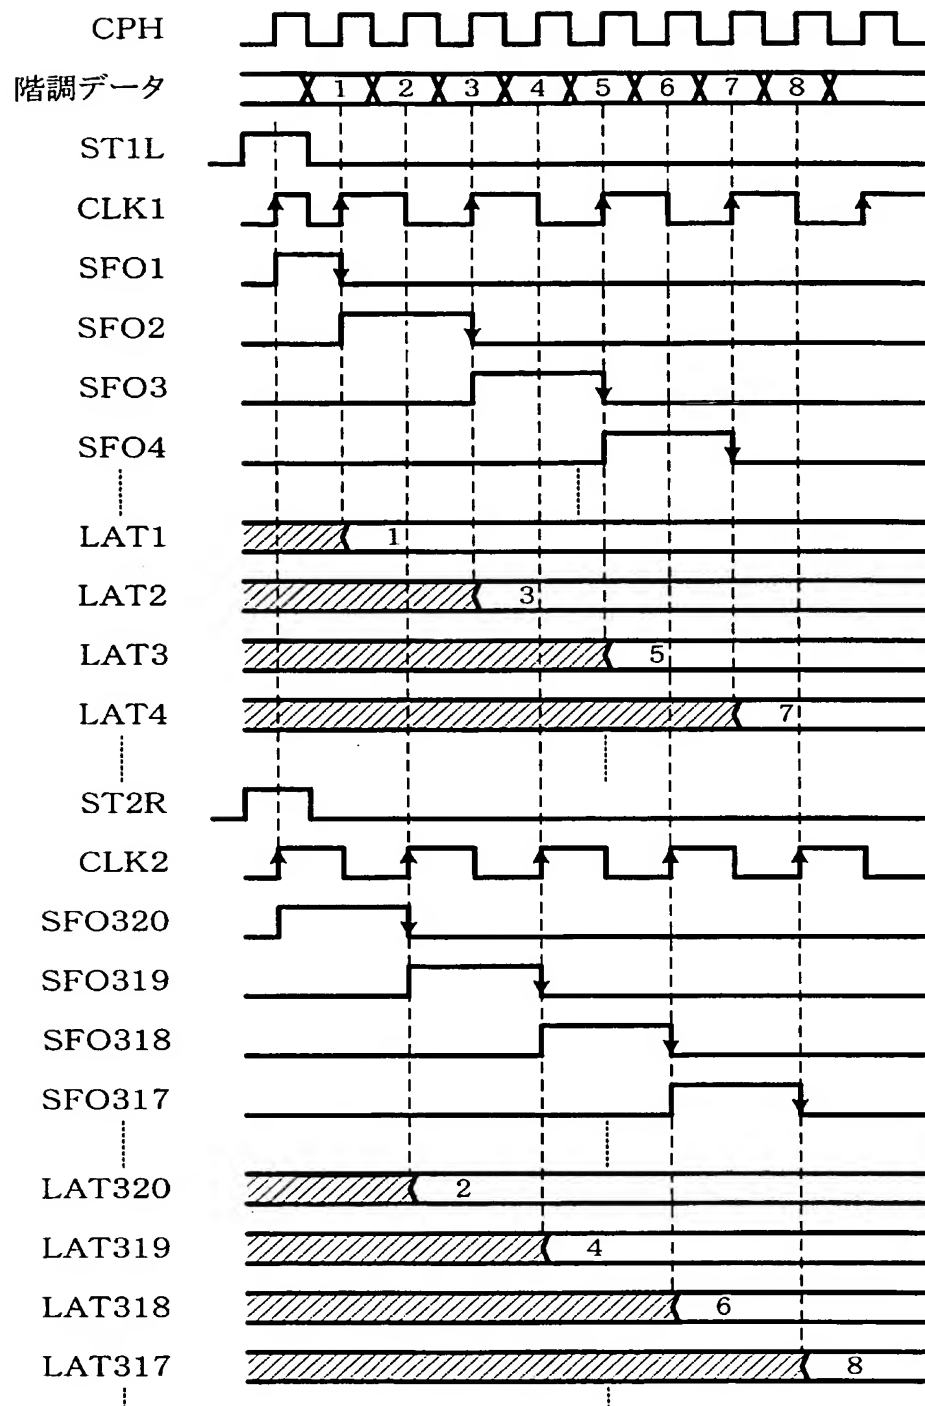 CPH
階調データ 1 2 3 4 5 6 7 8
ST1L
CLK1
SFO1
SFO2
SFO3
SFO4
LAT1 1
LAT2 3
LAT3 5
LAT4 7
ST2R
CLK2
SFO320
SFO319
SFO318
SFO317
LAT320 2
LAT319 4
LAT318 6
LAT317 8